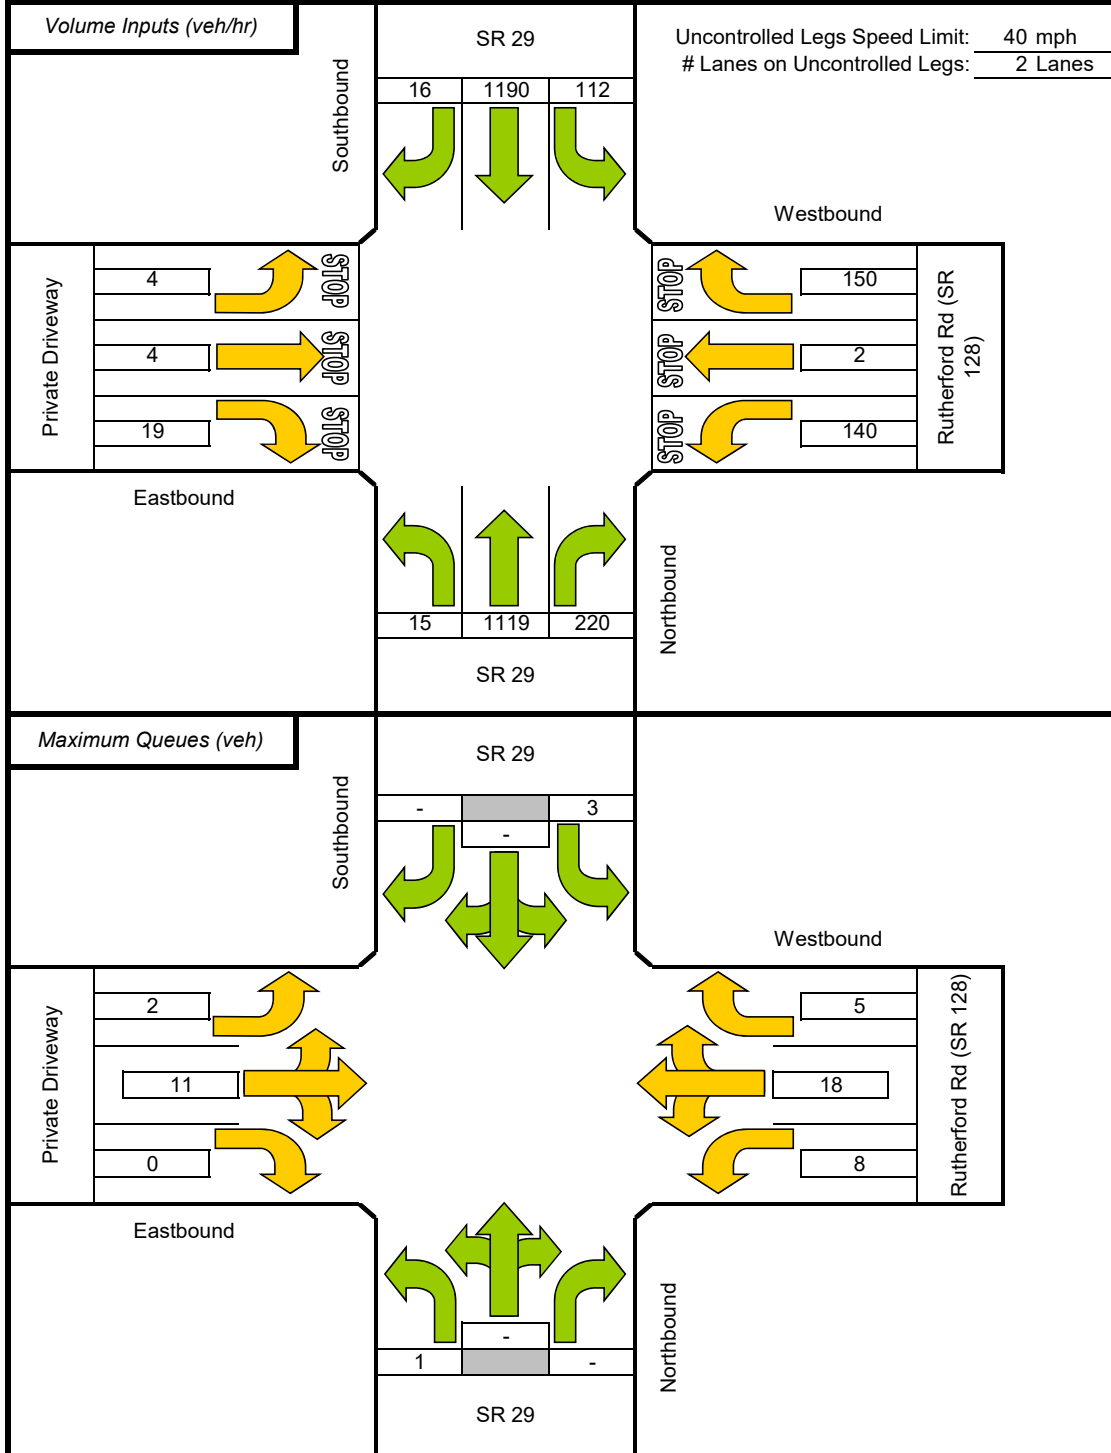 Volume Inputs (veh/hr)
SR 29
Uncontrolled Legs Speed Limit: 40 mph
# Lanes on Uncontrolled Legs: 2 Lanes
Southbound
16 1190 112
Westbound
Private Driveway
4 STOP
4 STOP
19 STOP
STOP 150
STOP 2
STOP 140
Rutherford Rd (SR
128)
Eastbound
Northbound
15 1119 220
SR 29
Maximum Queues (veh)
SR 29
Southbound
- 3
-
Westbound
Private Driveway
2
11
0
5
18
8
Rutherford Rd (SR 128)
Eastbound
Northbound
-
1 -
SR 29